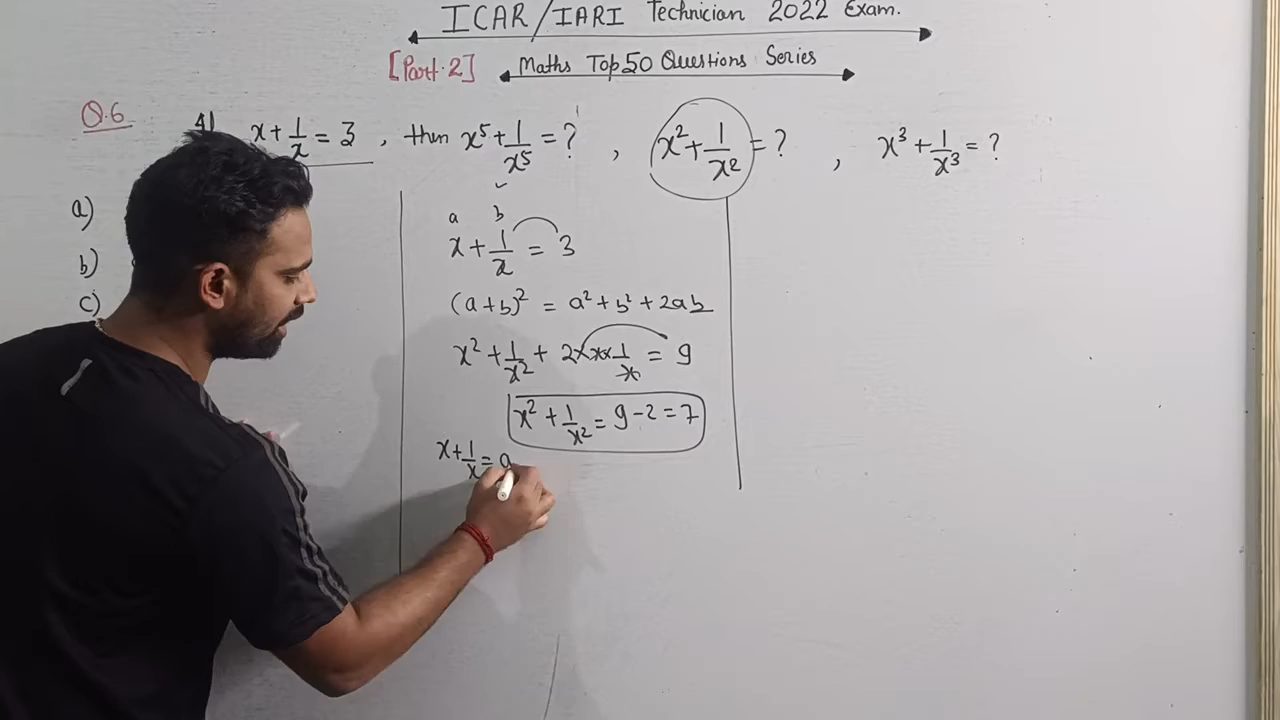 ICAR/IARI Technician 2022 Exam.
[Part.2] Maths Top 50 Questions Series
Q.6 If x + 1/x = 3, then x⁵ + 1/x⁵ = ?, x² + 1/x² = ?, x³ + 1/x³ = ?
a)
b)
c)
a b
x + 1/x = 3
(a+b)² = a² + b² + 2ab
x² + 1/x² + 2 × x × 1/x = 9
x² + 1/x² = 9 - 2 = 7
x + 1/x = a